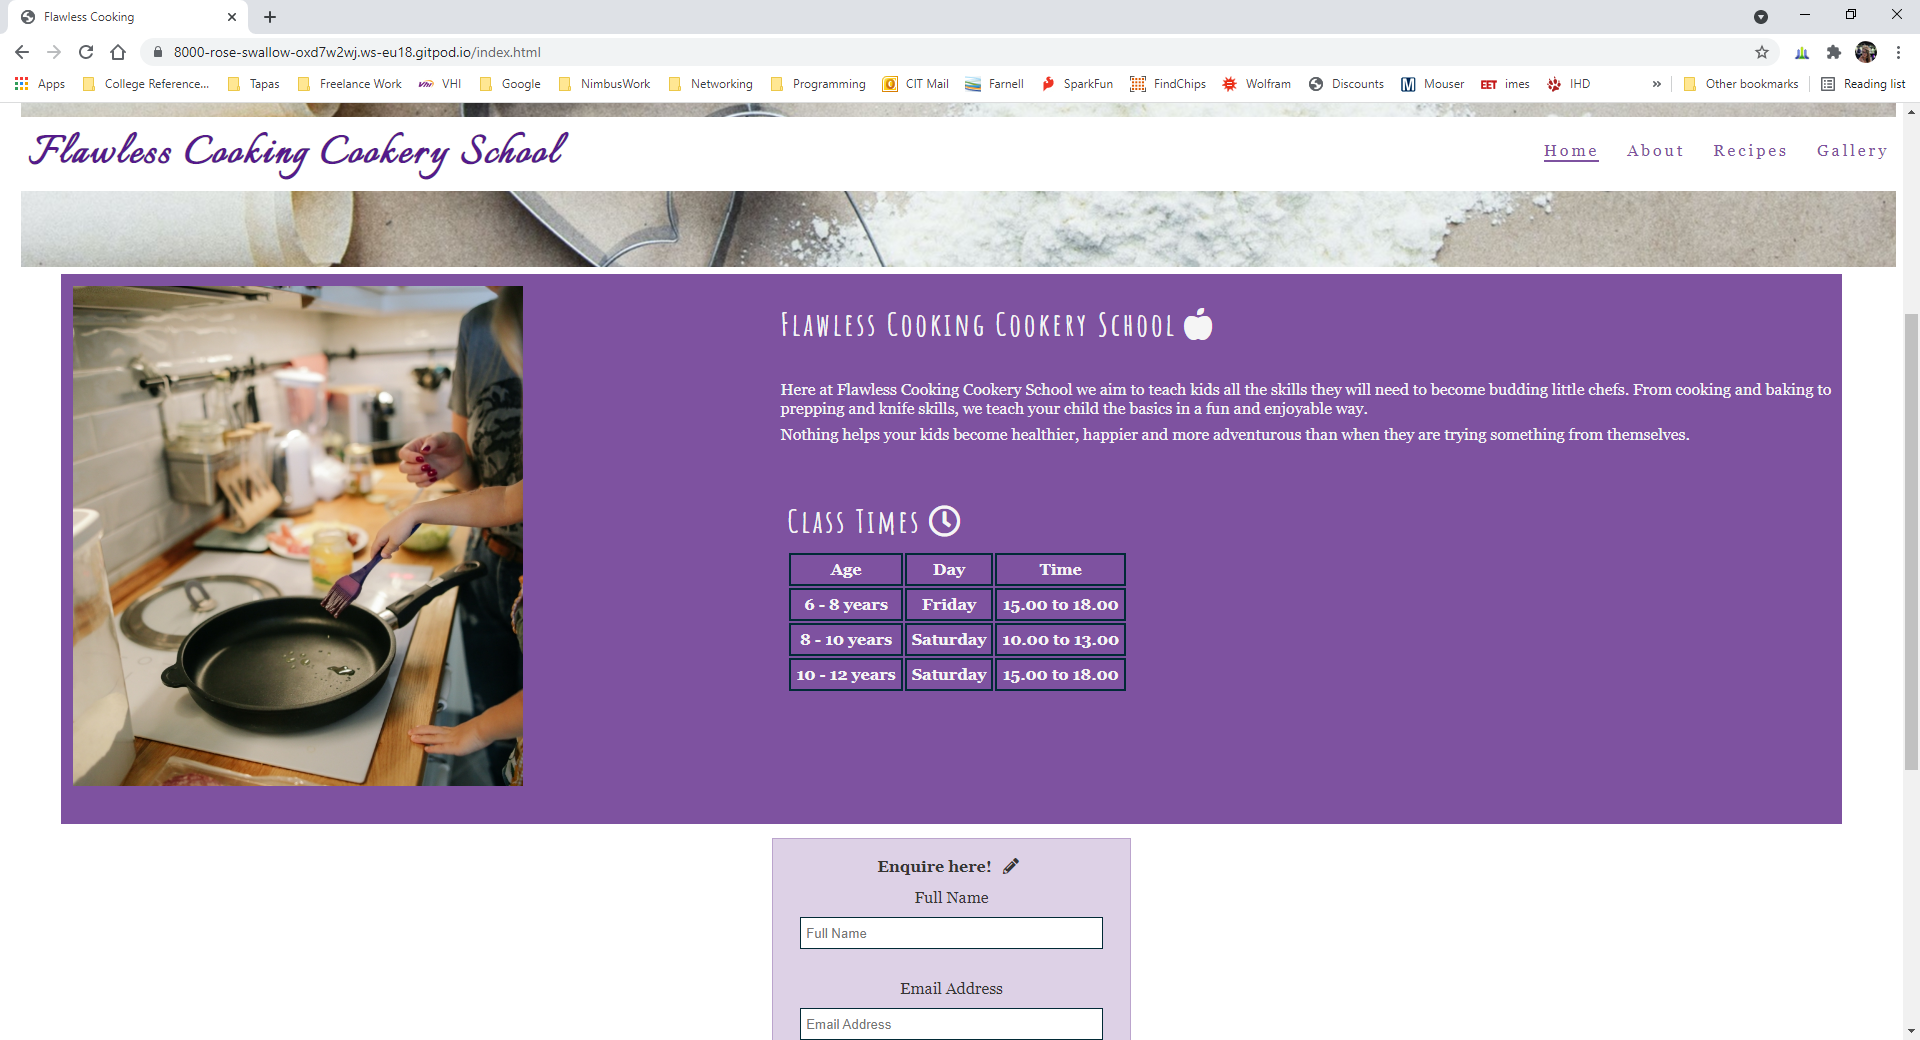 Flawless Cooking
8000-rose-swallow-oxd7w2wj.ws-eu18.gitpod.io/index.html
Apps College Reference... Tapas Freelance Work VHI Google NimbusWork Networking Programming CIT Mail Farnell SparkFun FindChips Wolfram Discounts Mouser EET imes IHD » Other bookmarks Reading list
Flawless Cooking Cookery School
Home About Recipes Gallery
Flawless Cooking Cookery School
Here at Flawless Cooking Cookery School we aim to teach kids all the skills they will need to become budding little chefs. From cooking and baking to
prepping and knife skills, we teach your child the basics in a fun and enjoyable way.
Nothing helps your kids become healthier, happier and more adventurous than when they are trying something from themselves.
Class Times
Age Day Time
6 - 8 years Friday 15.00 to 18.00
8 - 10 years Saturday 10.00 to 13.00
10 - 12 years Saturday 15.00 to 18.00
Enquire here!
Full Name
Full Name
Email Address
Email Address